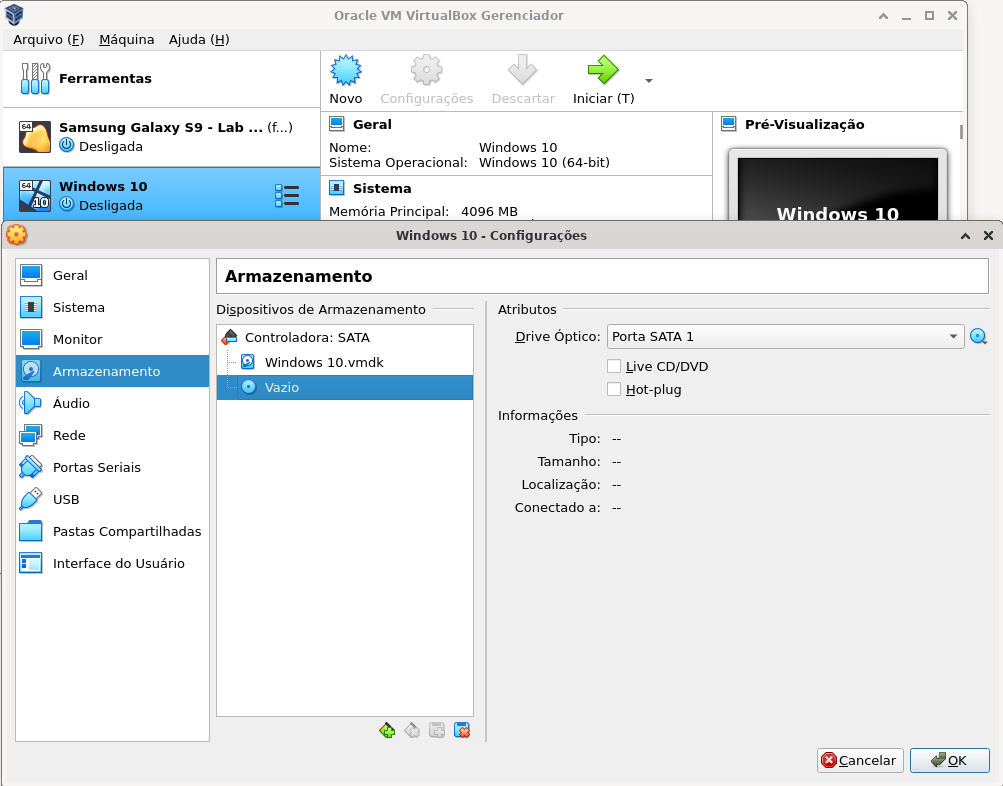 Oracle VM VirtualBox Gerenciador
Arquivo (F) Máquina Ajuda (H)
Ferramentas
Novo Configurações Descartar Iniciar (T)
64
Samsung Galaxy S9 - Lab ... (f...)
Desligada
64
10
Windows 10
Desligada
Geral
Nome: Windows 10
Sistema Operacional: Windows 10 (64-bit)
Sistema
Memória Principal: 4096 MB
Pré-Visualização
Windows 10
Windows 10 - Configurações
Geral
Sistema
Monitor
Armazenamento
Áudio
Rede
Portas Seriais
USB
Pastas Compartilhadas
Interface do Usuário
Armazenamento
Dispositivos de Armazenamento
Controladora: SATA
Windows 10.vmdk
Vazio
Atributos
Drive Óptico: Porta SATA 1
Live CD/DVD
Hot-plug
Informações
Tipo: --
Tamanho: --
Localização: --
Conectado a: --
Cancelar OK